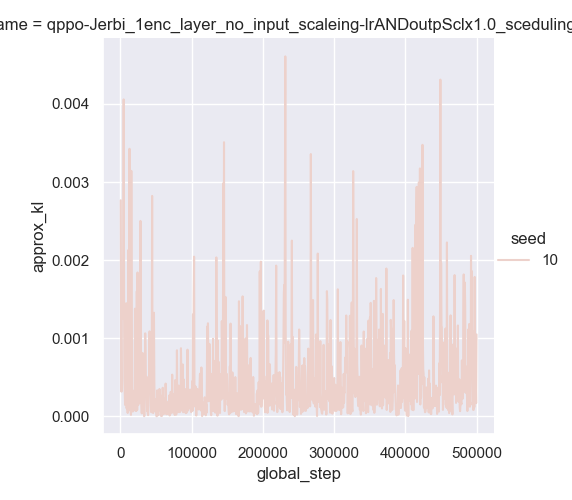 ame = qppo-Jerbi_1enc_layer_no_input_scaleing-lrANDoutpSclx1.0_sceduling
0.004
0.003
0.002
0.001
0.000
approx_kl
0 100000 200000 300000 400000 500000
global_step
seed
10